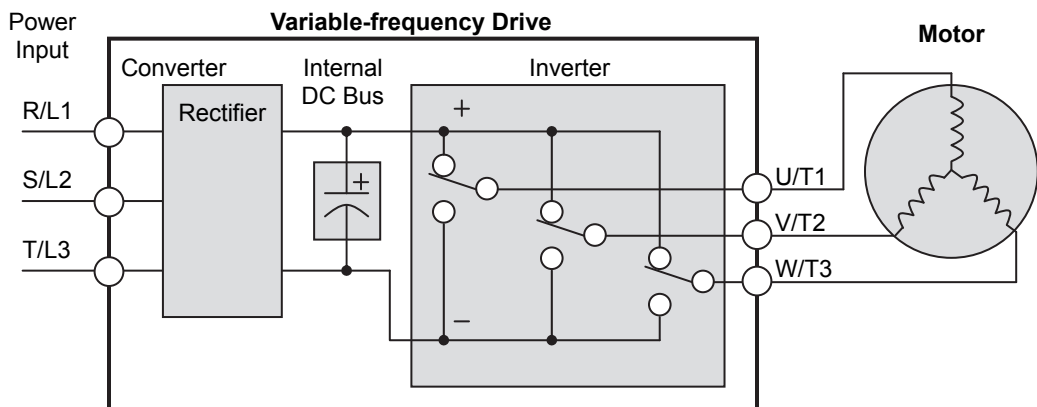 Power
Input
Variable-frequency Drive
Motor
Converter
Internal
DC Bus
Inverter
Rectifier
R/L1
S/L2
T/L3
+
+
–
U/T1
V/T2
W/T3